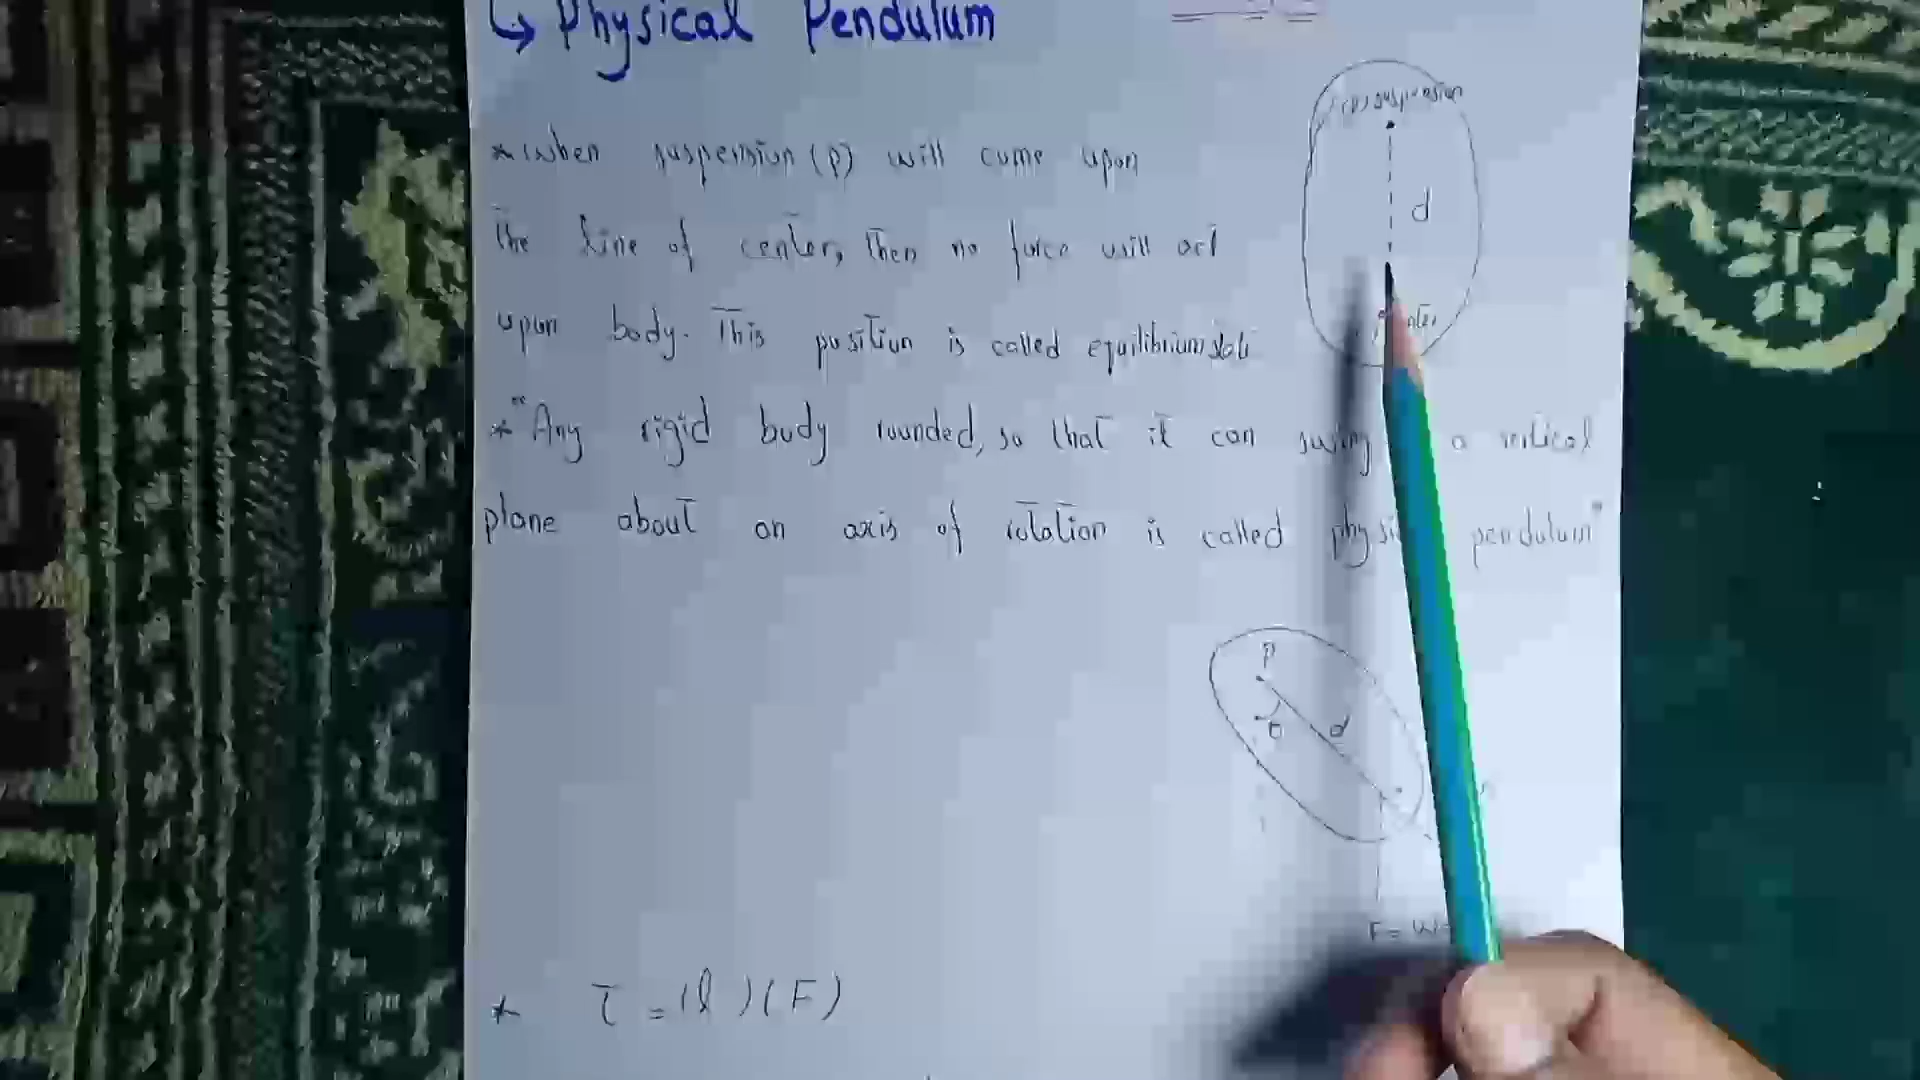 ↳ Physical Pendulum
(P) suspension
d
* When suspension (P) will come upon
the line of center, then no force will act
upon body. This position is called equilibrium
* "Any rigid body rounded, so that it can swing a vertical
plane about an axis of rotation is called pendulum"
P
θ d
F = W
* τ = (l)(F)